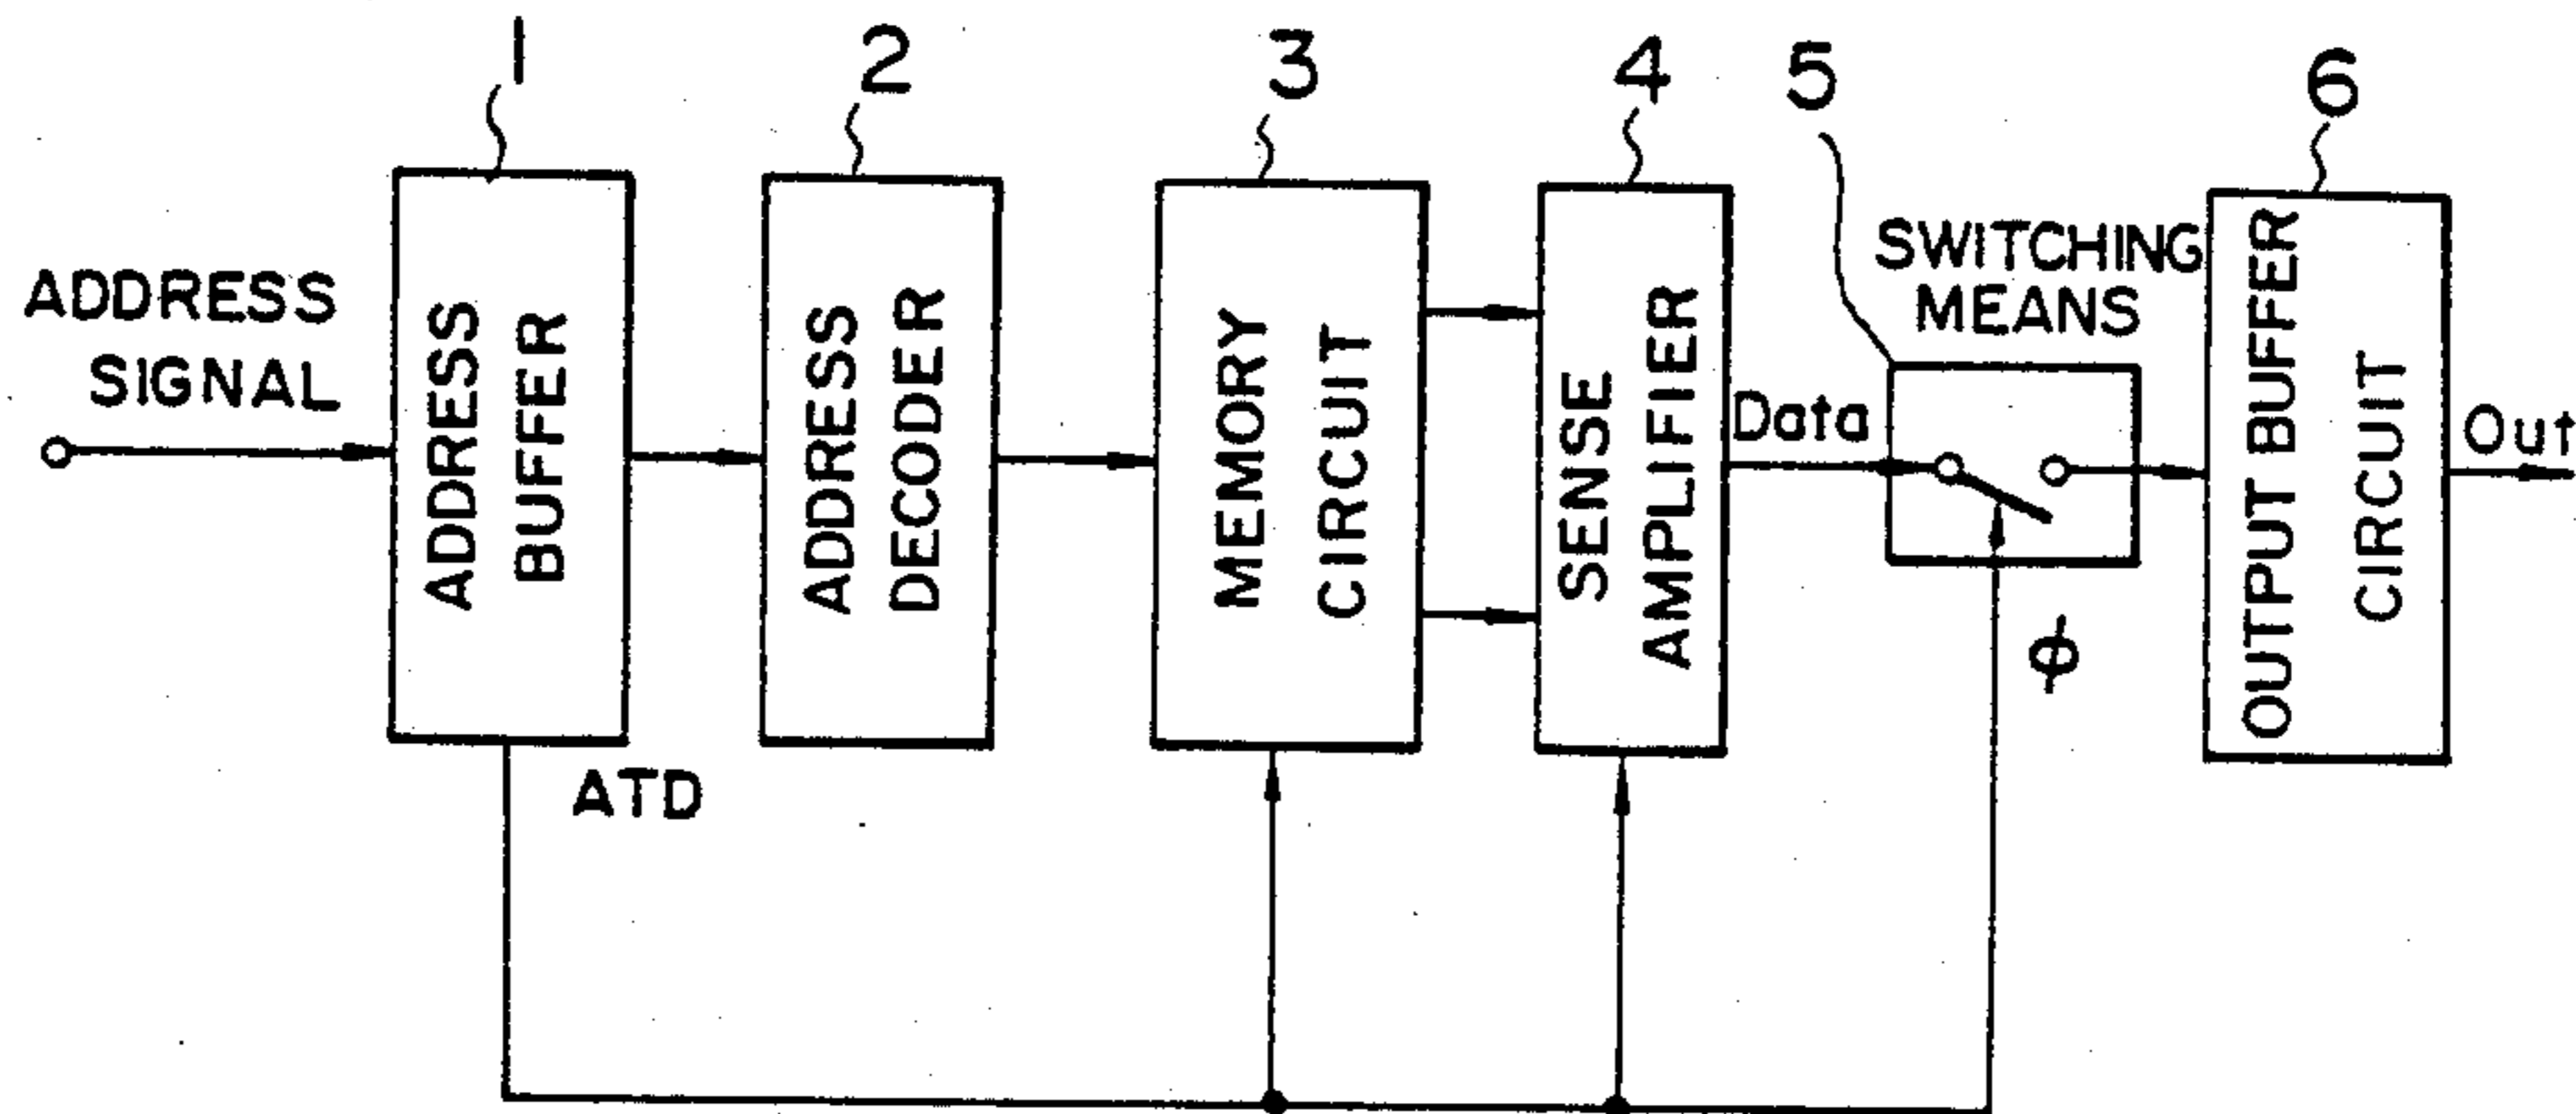 1
2
3
4
5
6
ADDRESS
SIGNAL
ADDRESS
BUFFER
ADDRESS
DECODER
MEMORY
CIRCUIT
SENSE
AMPLIFIER
Data
SWITCHING
MEANS
OUTPUT BUFFER
CIRCUIT
Out
ϕ
ATD